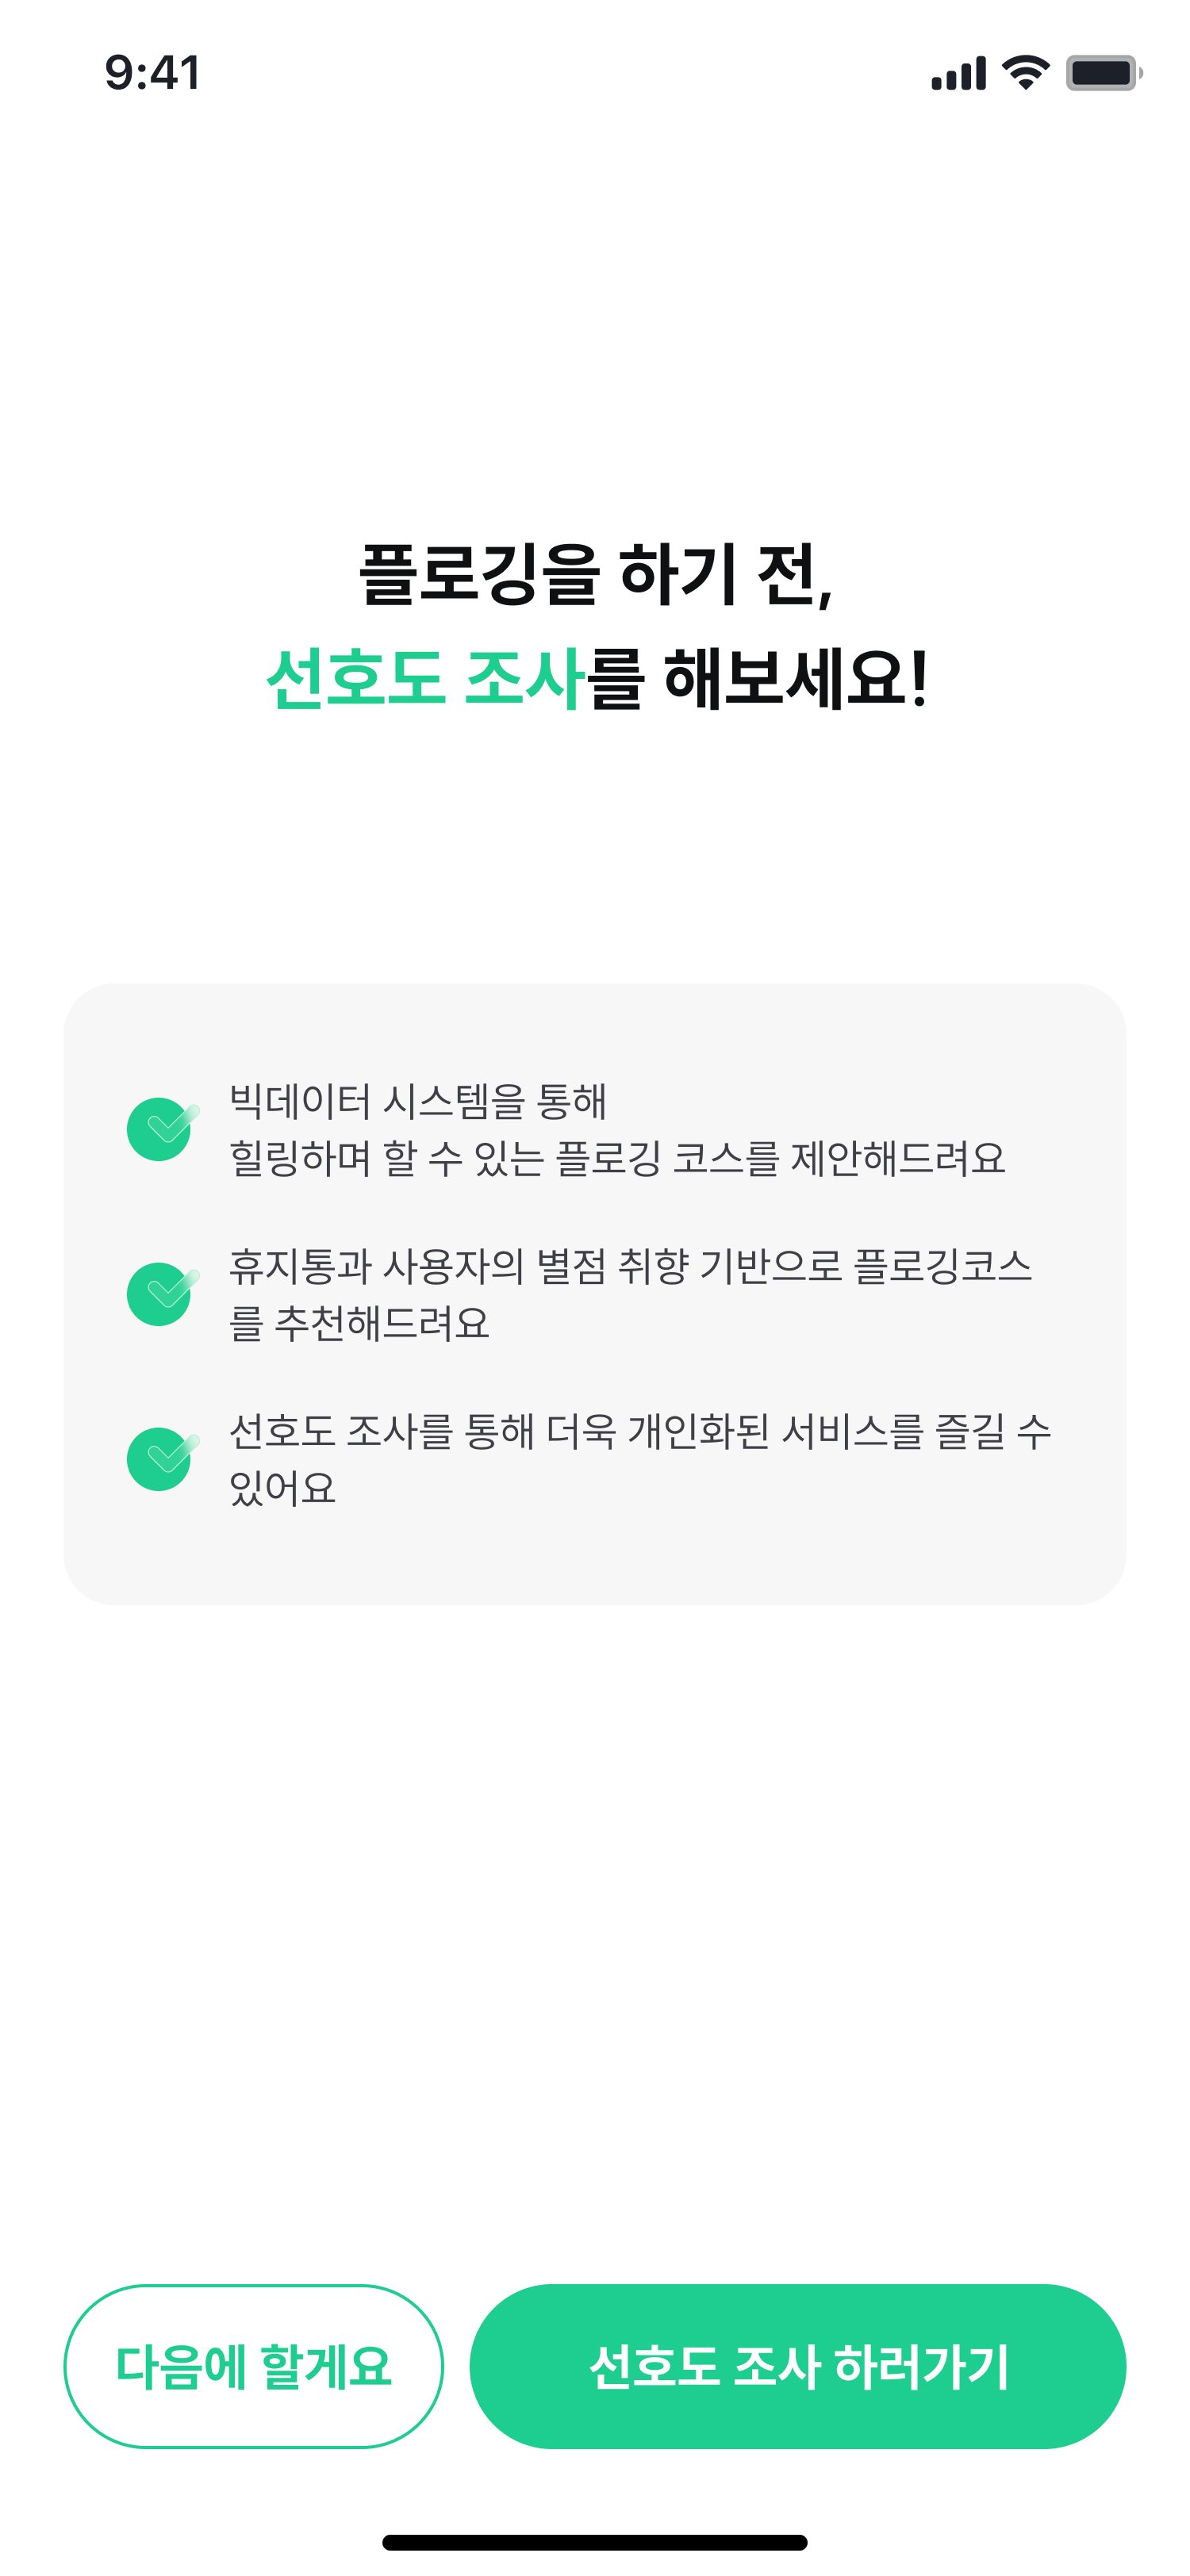 9:41
플로깅을 하기 전,
선호도 조사를 해보세요!
빅데이터 시스템을 통해
힐링하며 할 수 있는 플로깅 코스를 제안해드려요
휴지통과 사용자의 별점 취향 기반으로 플로깅코스
를 추천해드려요
선호도 조사를 통해 더욱 개인화된 서비스를 즐길 수
있어요
다음에 할게요
선호도 조사 하러가기